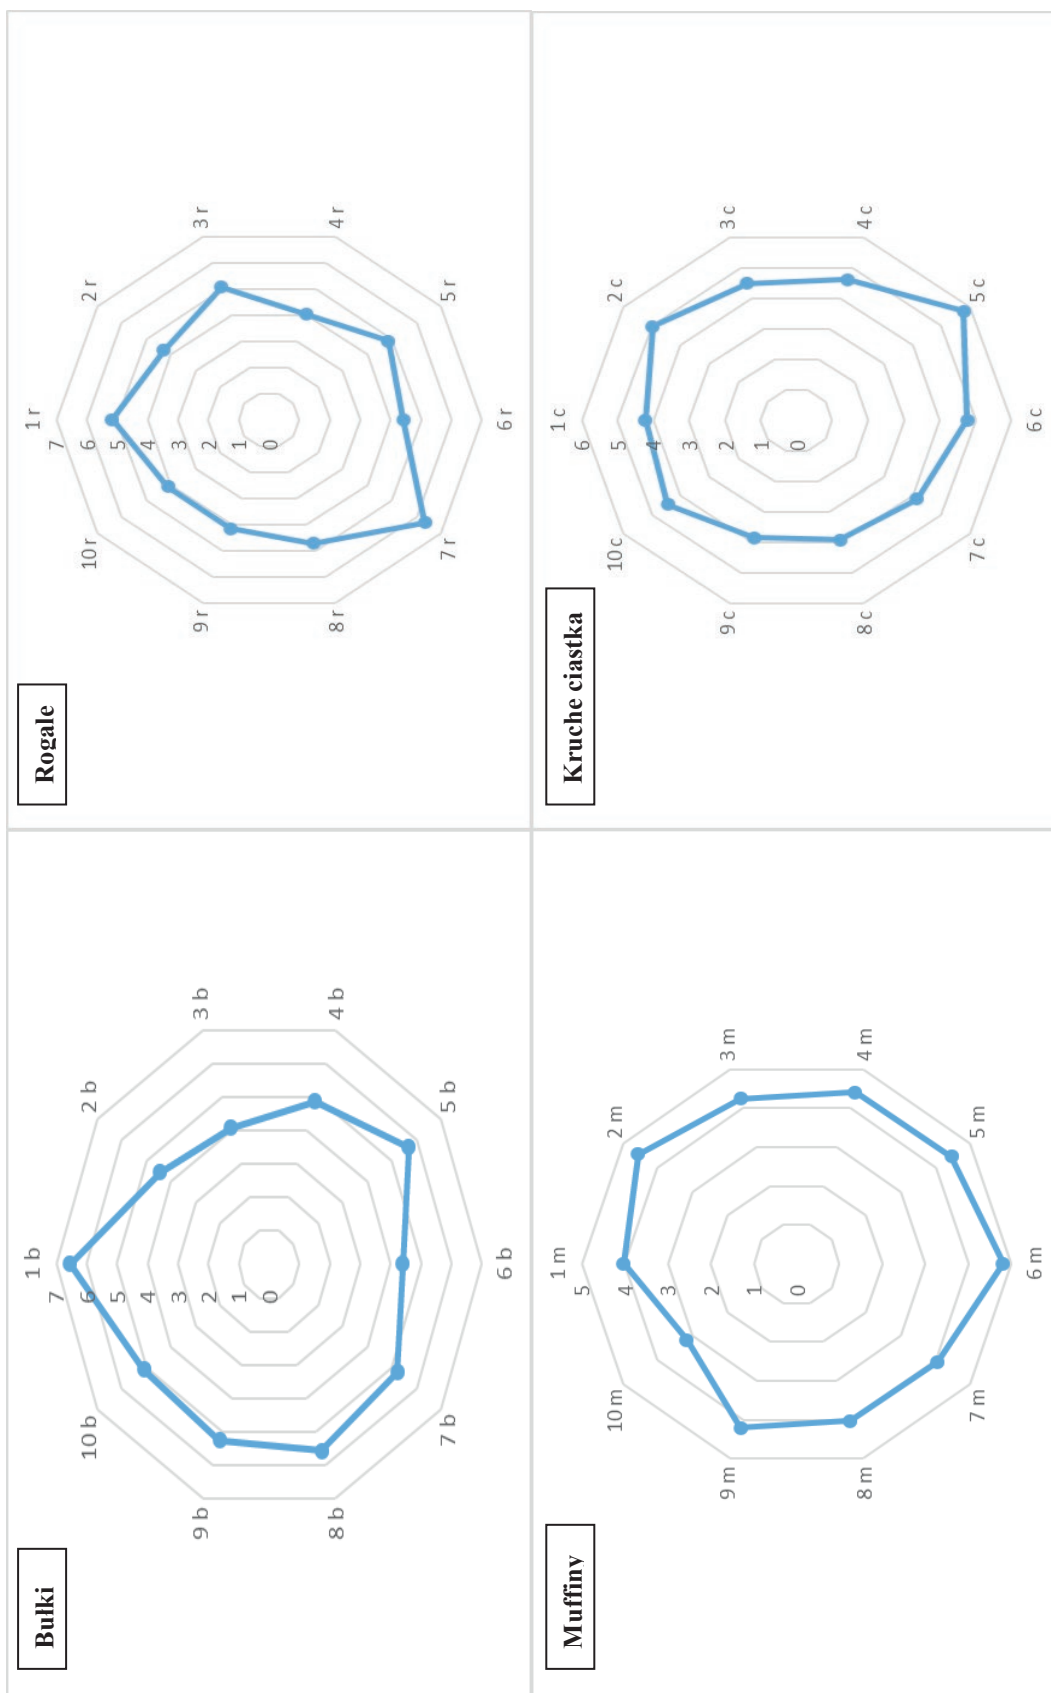 Bułki
1 b
2 b
3 b
4 b
5 b
6 b
7 b
8 b
9 b
10 b
7
6
5
4
3
2
1
0
Rogale
1 r
2 r
3 r
4 r
5 r
6 r
7 r
8 r
9 r
10 r
7
6
5
4
3
2
1
0
Muffiny
1 m
2 m
3 m
4 m
5 m
6 m
7 m
8 m
9 m
10 m
5
4
3
2
1
0
Kruche ciastka
1 c
2 c
3 c
4 c
5 c
6 c
7 c
8 c
9 c
10 c
6
5
4
3
2
1
0